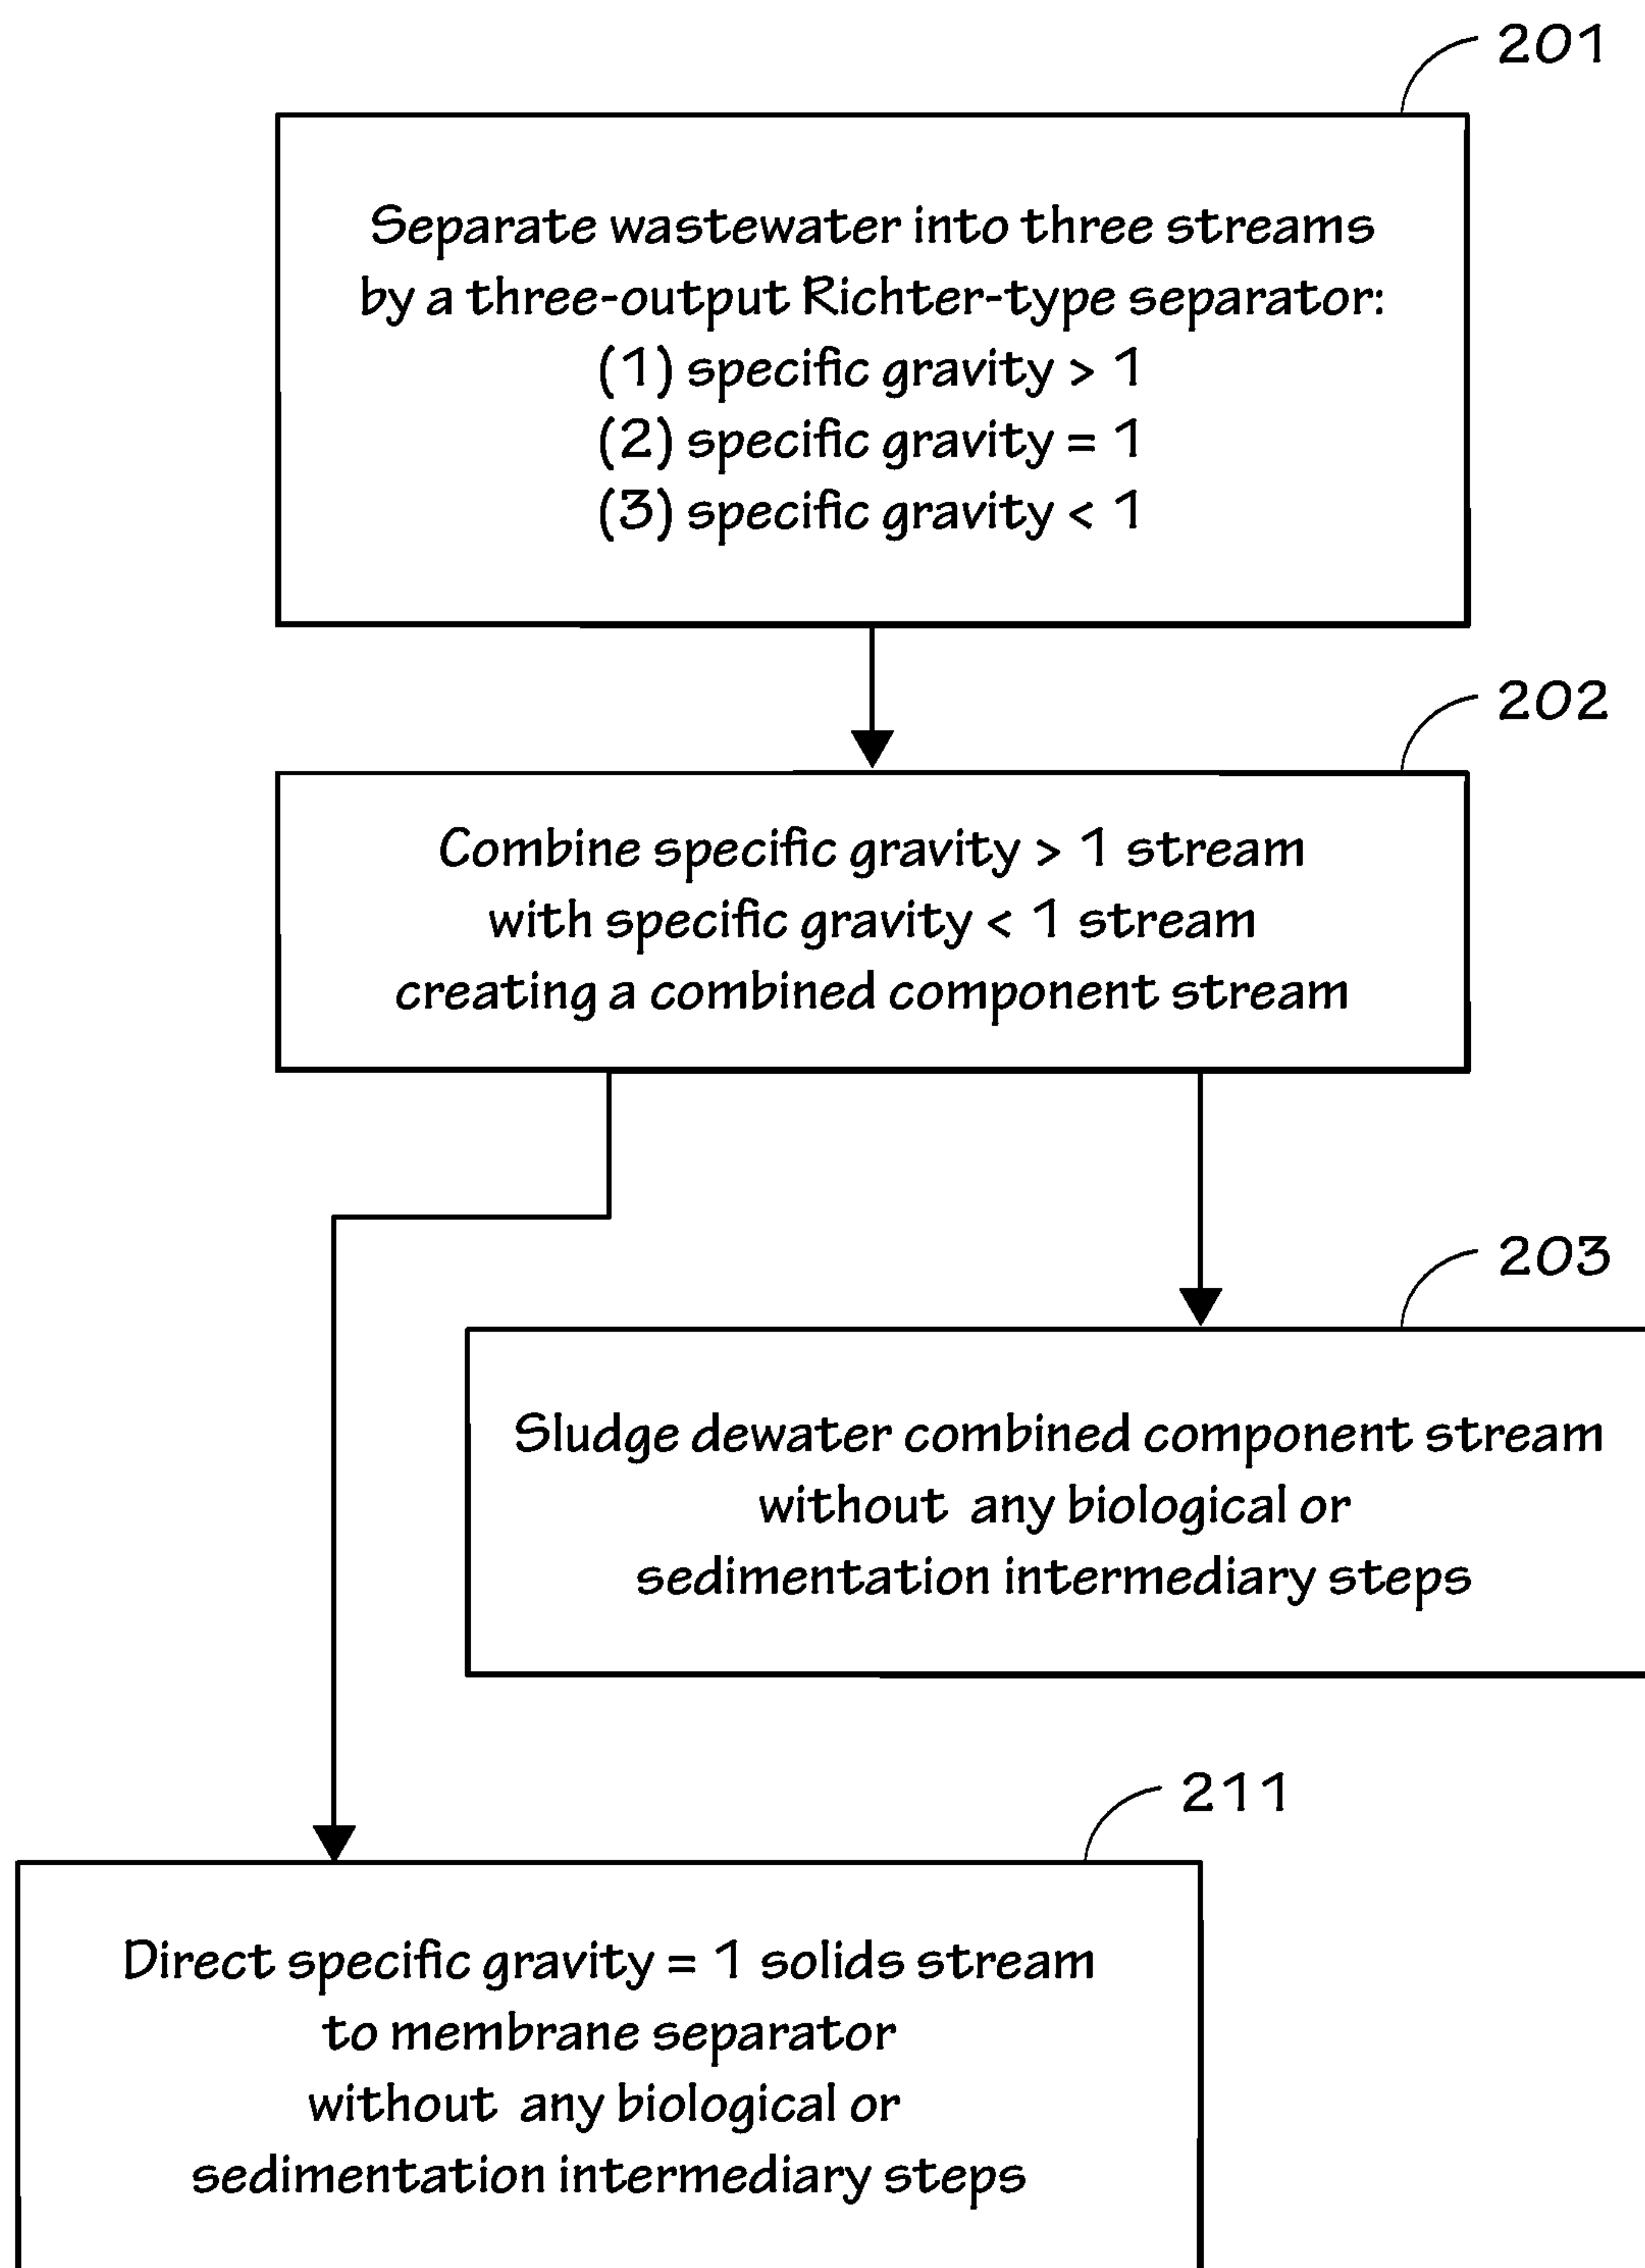 201
Separate wastewater into three streams
by a three-output Richter-type separator:
(1) specific gravity > 1
(2) specific gravity = 1
(3) specific gravity < 1
202
Combine specific gravity > 1 stream
with specific gravity < 1 stream
creating a combined component stream
203
Sludge dewater combined component stream
without any biological or
sedimentation intermediary steps
211
Direct specific gravity = 1 solids stream
to membrane separator
without any biological or
sedimentation intermediary steps